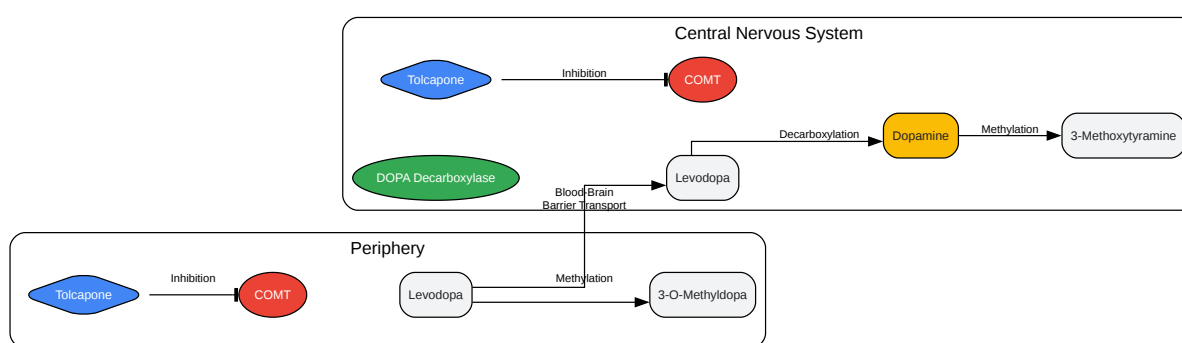 Central Nervous System
Tolcapone
Inhibition
COMT
Decarboxylation
Dopamine
Methylation
3-Methoxytyramine
DOPA Decarboxylase
Levodopa
Blood-Brain
Barrier Transport
Periphery
Tolcapone
Inhibition
COMT
Levodopa
Methylation
3-O-Methyldopa